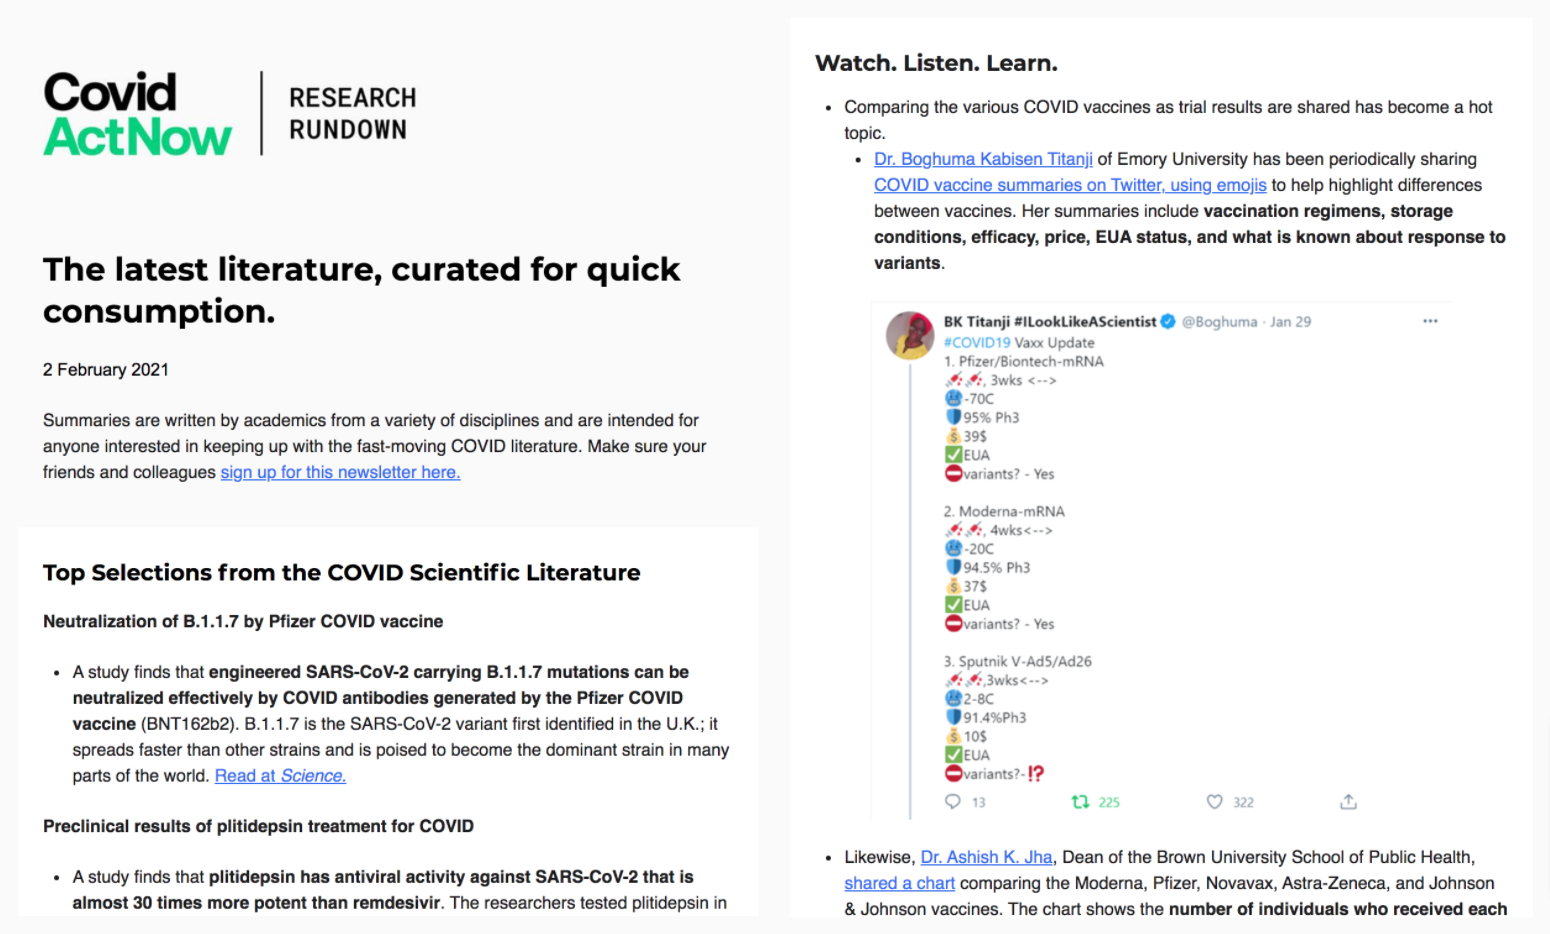 Covid
ActNow
RESEARCH
RUNDOWN
The latest literature, curated for quick
consumption.
2 February 2021
Summaries are written by academics from a variety of disciplines and are intended for
anyone interested in keeping up with the fast-moving COVID literature. Make sure your
friends and colleagues sign up for this newsletter here.
Top Selections from the COVID Scientific Literature
Neutralization of B.1.1.7 by Pfizer COVID vaccine
• A study finds that engineered SARS-CoV-2 carrying B.1.1.7 mutations can be
neutralized effectively by COVID antibodies generated by the Pfizer COVID
vaccine (BNT162b2). B.1.1.7 is the SARS-CoV-2 variant first identified in the U.K.; it
spreads faster than other strains and is poised to become the dominant strain in many
parts of the world. Read at Science.
Preclinical results of plitidepsin treatment for COVID
• A study finds that plitidepsin has antiviral activity against SARS-CoV-2 that is
almost 30 times more potent than remdesivir. The researchers tested plitidepsin in
Watch. Listen. Learn.
• Comparing the various COVID vaccines as trial results are shared has become a hot
topic.
• Dr. Boghuma Kabisen Titanji of Emory University has been periodically sharing
COVID vaccine summaries on Twitter, using emojis to help highlight differences
between vaccines. Her summaries include vaccination regimens, storage
conditions, efficacy, price, EUA status, and what is known about response to
variants.
BK Titanji #ILookLikeAScientist @Boghuma · Jan 29
#COVID19 Vaxx Update
1. Pfizer/Biontech-mRNA
💉💉, 3wks <-->
🥶-70C
🛡95% Ph3
💰39$
✅EUA
⛔variants? - Yes
2. Moderna-mRNA
💉💉, 4wks<-->
🥶-20C
🛡94.5% Ph3
💰37$
✅EUA
⛔variants? - Yes
3. Sputnik V-Ad5/Ad26
💉💉,3wks<-->
🥶2-8C
🛡91.4%Ph3
💰10$
✅EUA
⛔variants?-⁉
13 225 322
• Likewise, Dr. Ashish K. Jha, Dean of the Brown University School of Public Health,
shared a chart comparing the Moderna, Pfizer, Novavax, Astra-Zeneca, and Johnson
& Johnson vaccines. The chart shows the number of individuals who received each